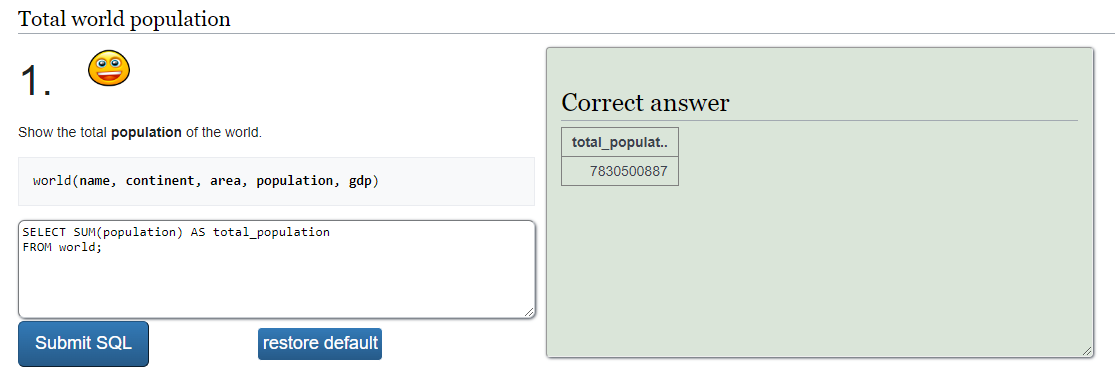 Total world population
1.
Show the total population of the world.
world(name, continent, area, population, gdp)
SELECT SUM(population) AS total_population
FROM world;
Submit SQL
restore default
Correct answer
total_populat..
7830500887